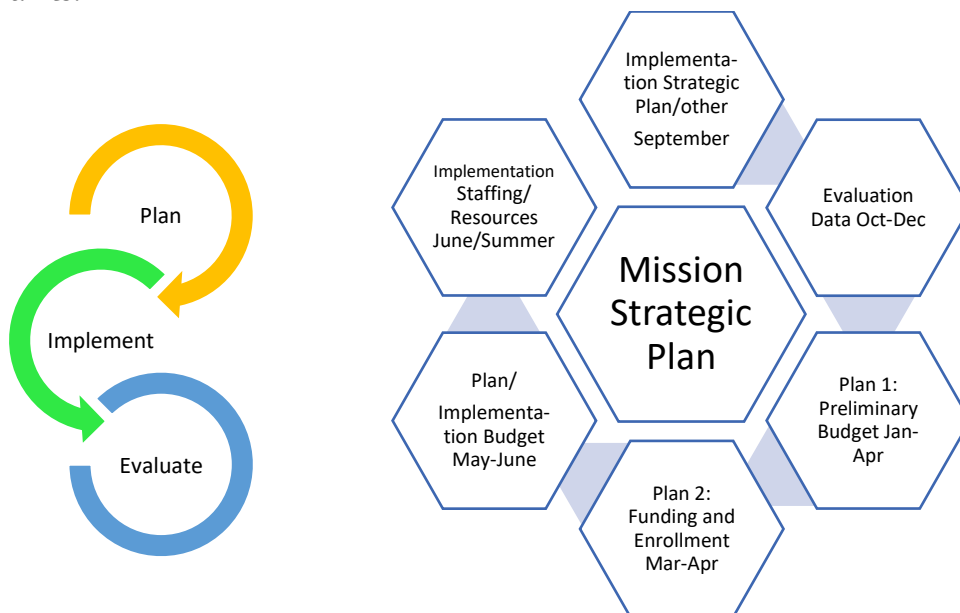 Plan
Implement
Evaluate
Implementa-
tion Strategic
Plan/other
September
Implementation
Staffing/
Resources
June/Summer
Evaluation
Data Oct-Dec
Mission
Strategic
Plan
Plan/
Implementa-
tion Budget
May-June
Plan 1:
Preliminary
Budget Jan-
Apr
Plan 2:
Funding and
Enrollment
Mar-Apr